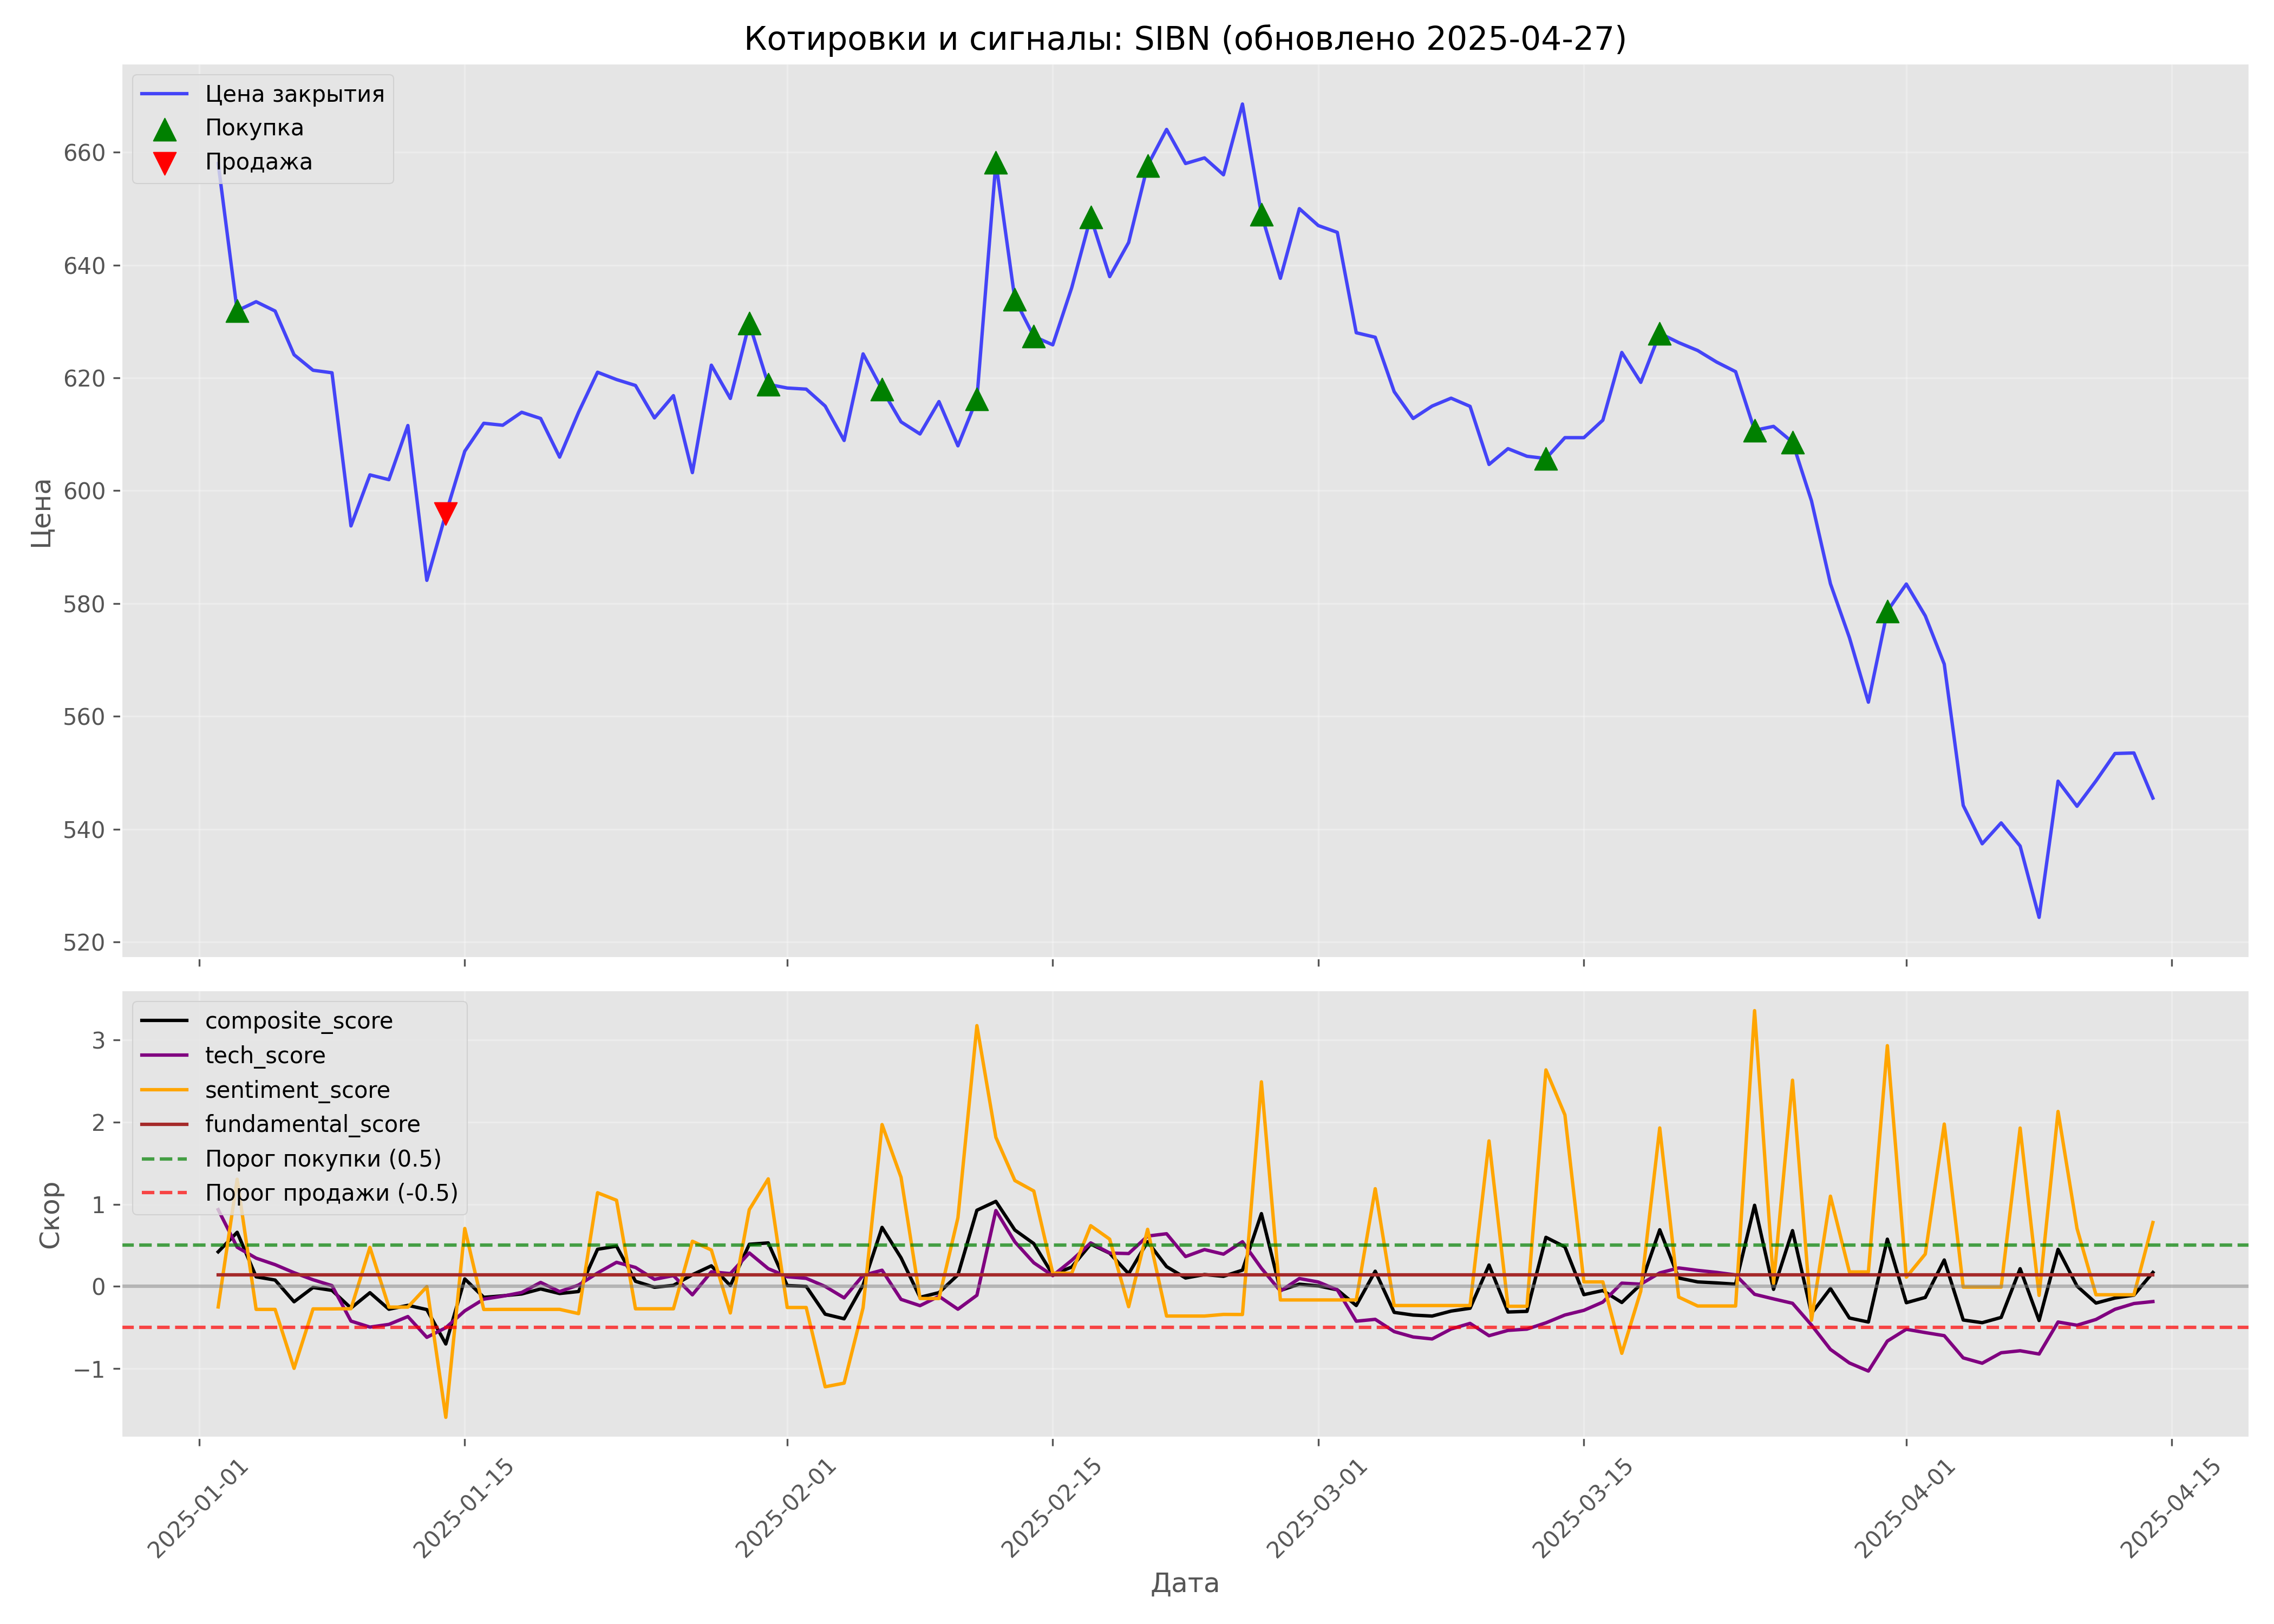 Котировки и сигналы: SIBN (обновлено 2025-04-27)
Цена закрытия
Покупка
Продажа
660
640
620
600
580
560
540
520
Цена
composite_score
tech_score
sentiment_score
fundamental_score
Порог покупки (0.5)
Порог продажи (-0.5)
3
2
1
0
−1
Скор
2025-01-01
2025-01-15
2025-02-01
2025-02-15
2025-03-01
2025-03-15
2025-04-01
2025-04-15
Дата